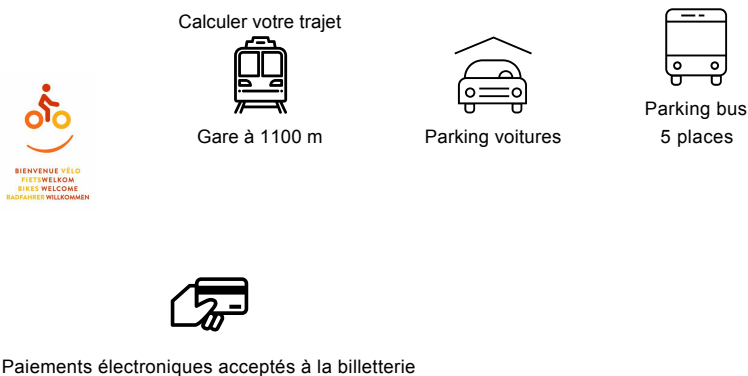 Calculer votre trajet
Gare à 1100 m
Parking voitures
Parking bus
5 places
BIENVENUE VÉLO
FIETSWELKOM
BIKES WELCOME
RADFAHRER WILLKOMMEN
Paiements électroniques acceptés à la billetterie